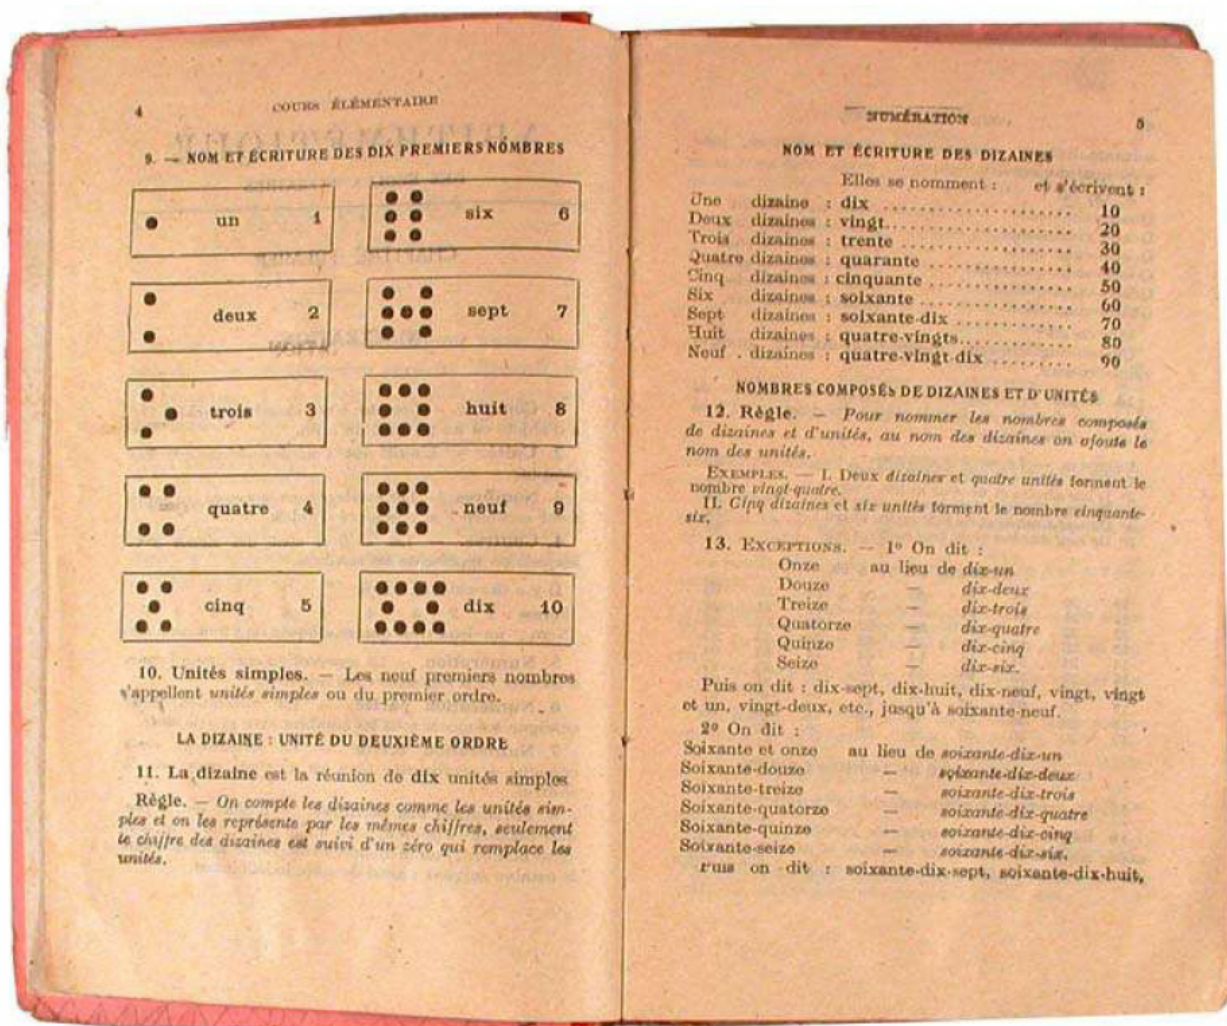 4
COURS ÉLÉMENTAIRE
9. — NOM ET ÉCRITURE DES DIX PREMIERS NOMBRES
un 1
six 6
deux 2
sept 7
trois 3
huit 8
quatre 4
neuf 9
cinq 5
dix 10
10. Unités simples. — Les neuf premiers nombres
s'appellent unités simples ou du premier ordre.
LA DIZAINE : UNITÉ DU DEUXIÈME ORDRE
11. La dizaine est la réunion de dix unités simples
Règle. — On compte les dizaines comme les unités sim-
ples et on les représente par les mêmes chiffres, seulement
le chiffre des dizaines est suivi d'un zéro qui remplace les
unités.
NUMÉRATION
5
NOM ET ÉCRITURE DES DIZAINES
Elles se nomment : et s'écrivent :
Une dizaine : dix .................... 10
Deux dizaines : vingt.................... 20
Trois dizaines : trente .................. 30
Quatre dizaines : quarante ............... 40
Cinq dizaines : cinquante ............... 50
Six dizaines : soixante ................ 60
Sept dizaines : soixante-dix ............ 70
Huit dizaines : quatre-vingts............ 80
Neuf . dizaines : quatre-vingt-dix ......... 90
NOMBRES COMPOSÉS DE DIZAINES ET D'UNITÉS
12. Règle. — Pour nommer les nombres composés
de dizaines et d'unités, au nom des dizaines on ajoute le
nom des unités.
EXEMPLES. — I. Deux dizaines et quatre unités forment le
nombre vingt-quatre.
II. Cinq dizaines et six unités forment le nombre cinquante-
six.
13. EXCEPTIONS. — 1º On dit :
Onze au lieu de dix-un
Douze — dix-deux
Treize — dix-trois
Quatorze — dix-quatre
Quinze — dix-cinq
Seize — dix-six.
Puis on dit : dix-sept, dix-huit, dix-neuf, vingt, vingt
et un, vingt-deux, etc., jusqu'à soixante-neuf.
2º On dit :
Soixante et onze au lieu de soixante-dix-un
Soixante-douze — soixante-dix-deux
Soixante-treize — soixante-dix-trois
Soixante-quatorze — soixante-dix-quatre
Soixante-quinze — soixante-dix-cinq
Soixante-seize — soixante-dix-six.
Puis on dit : soixante-dix-sept, soixante-dix-huit,